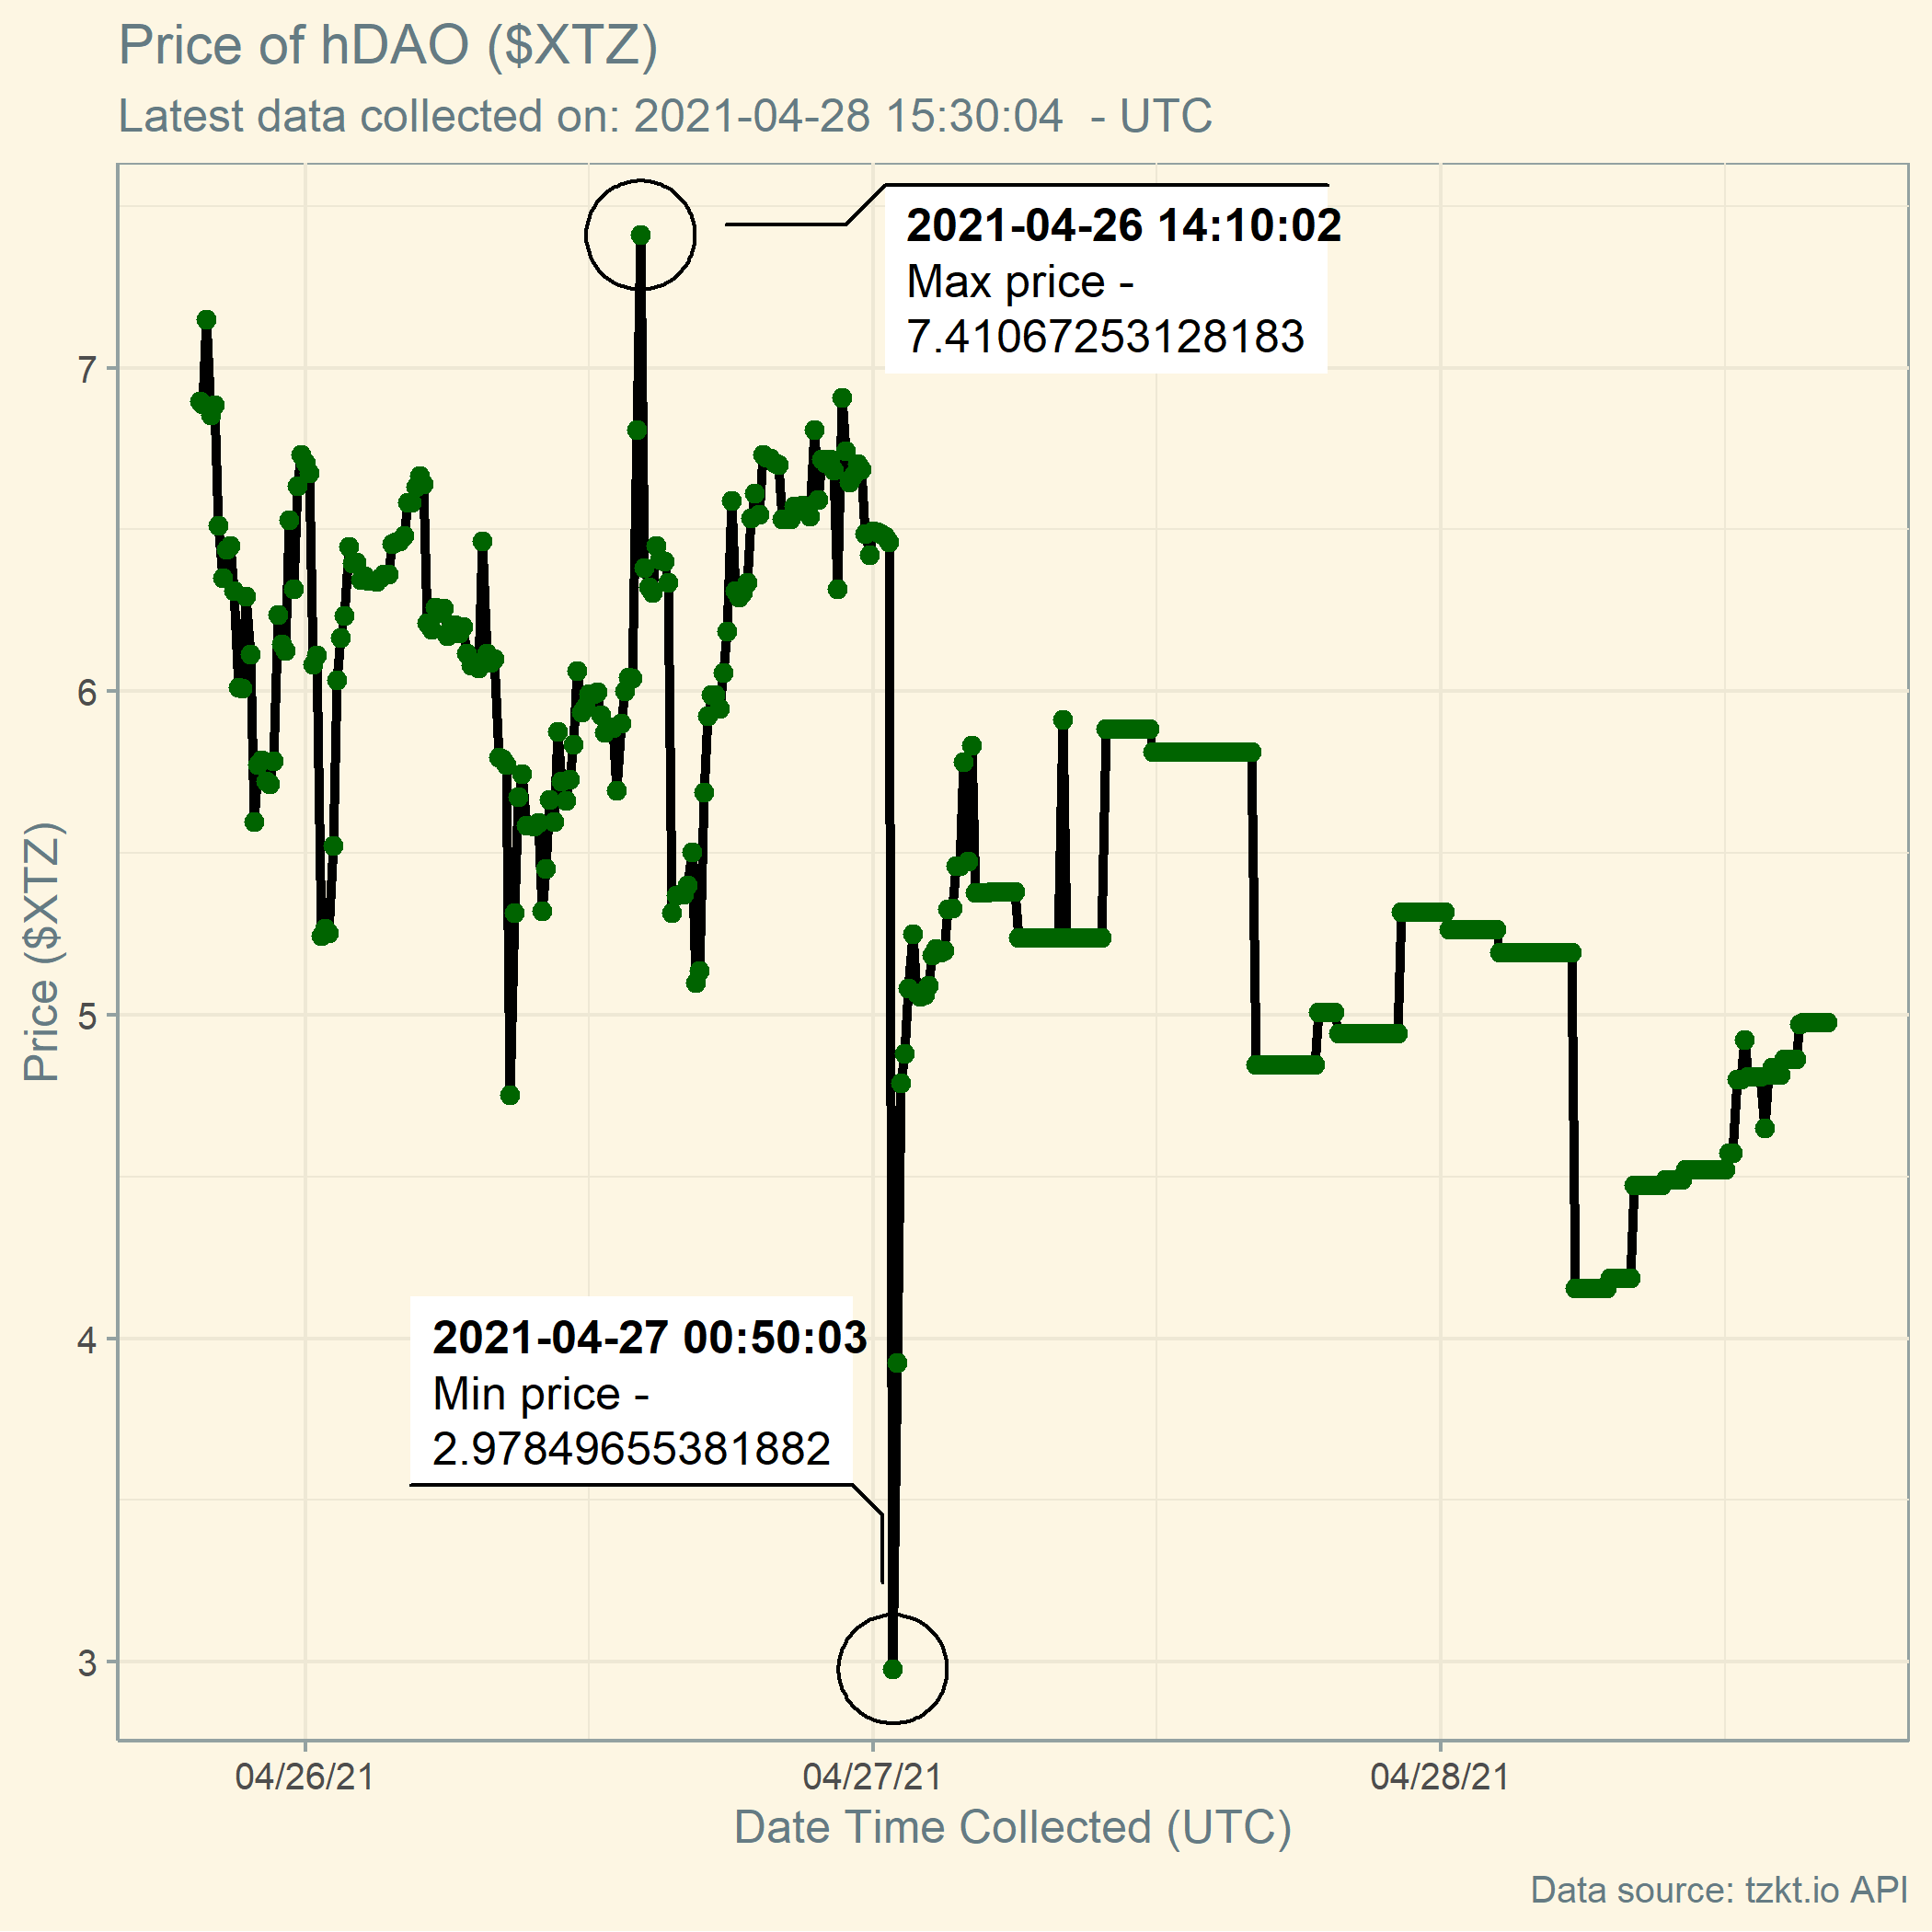 Price of hDAO ($XTZ)
Latest data collected on: 2021-04-28 15:30:04  - UTC
2021-04-26 14:10:02
Max price -
7.41067253128183
7
6
5
4
3
Price ($XTZ)
2021-04-27 00:50:03
Min price -
2.97849655381882
04/26/21
04/27/21
04/28/21
Date Time Collected (UTC)
Data source: tzkt.io API